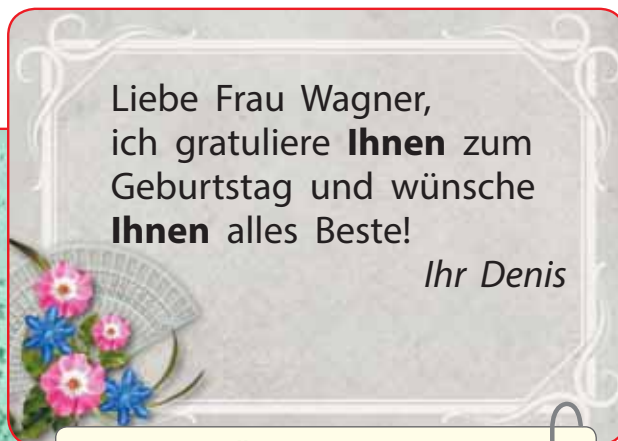 Liebe Frau Wagner,
ich gratuliere Ihnen zum
Geburtstag und wünsche
Ihnen alles Beste!
Ihr Denis